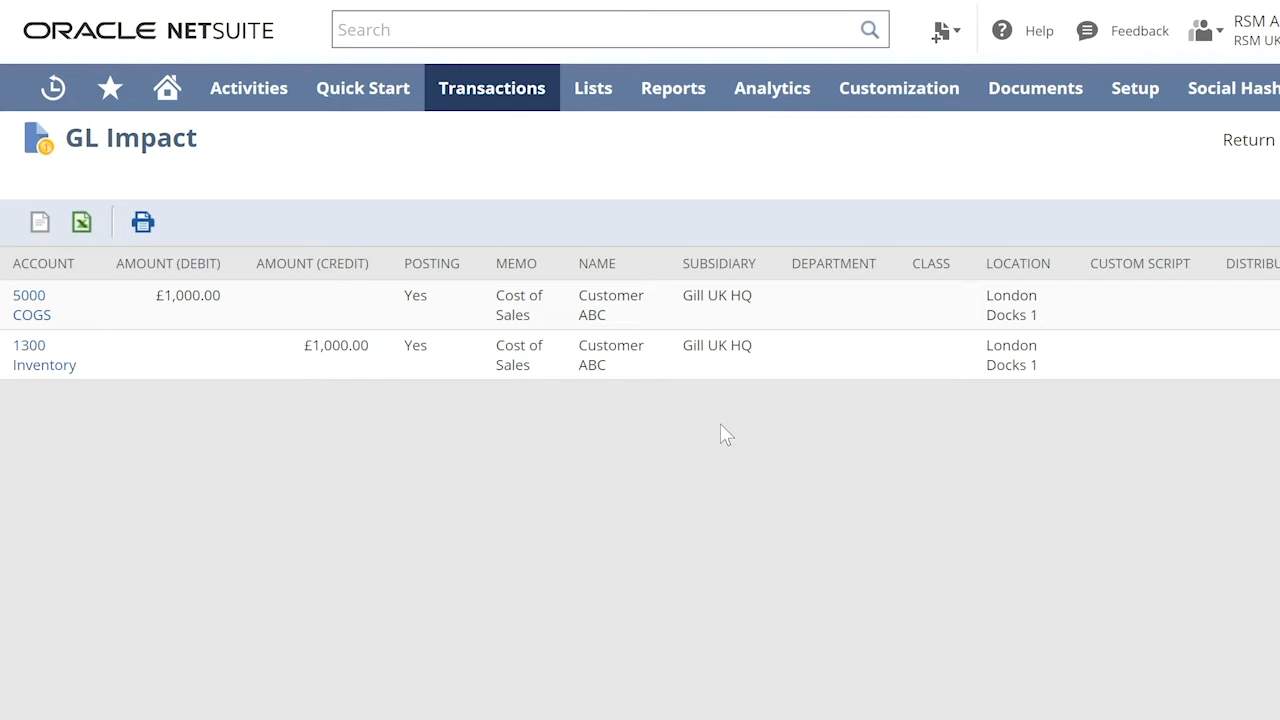 ORACLE NETSUITE
Search
Help
Feedback
RSM A
RSM UK
Activities
Quick Start
Transactions
Lists
Reports
Analytics
Customization
Documents
Setup
Social Hash
GL Impact
Return
ACCOUNT AMOUNT (DEBIT) AMOUNT (CREDIT) POSTING MEMO NAME SUBSIDIARY DEPARTMENT CLASS LOCATION CUSTOM SCRIPT DISTRIBU
5000 £1,000.00 Yes Cost of Customer Gill UK HQ London
COGS Sales ABC Docks 1
1300 £1,000.00 Yes Cost of Customer Gill UK HQ London
Inventory Sales ABC Docks 1